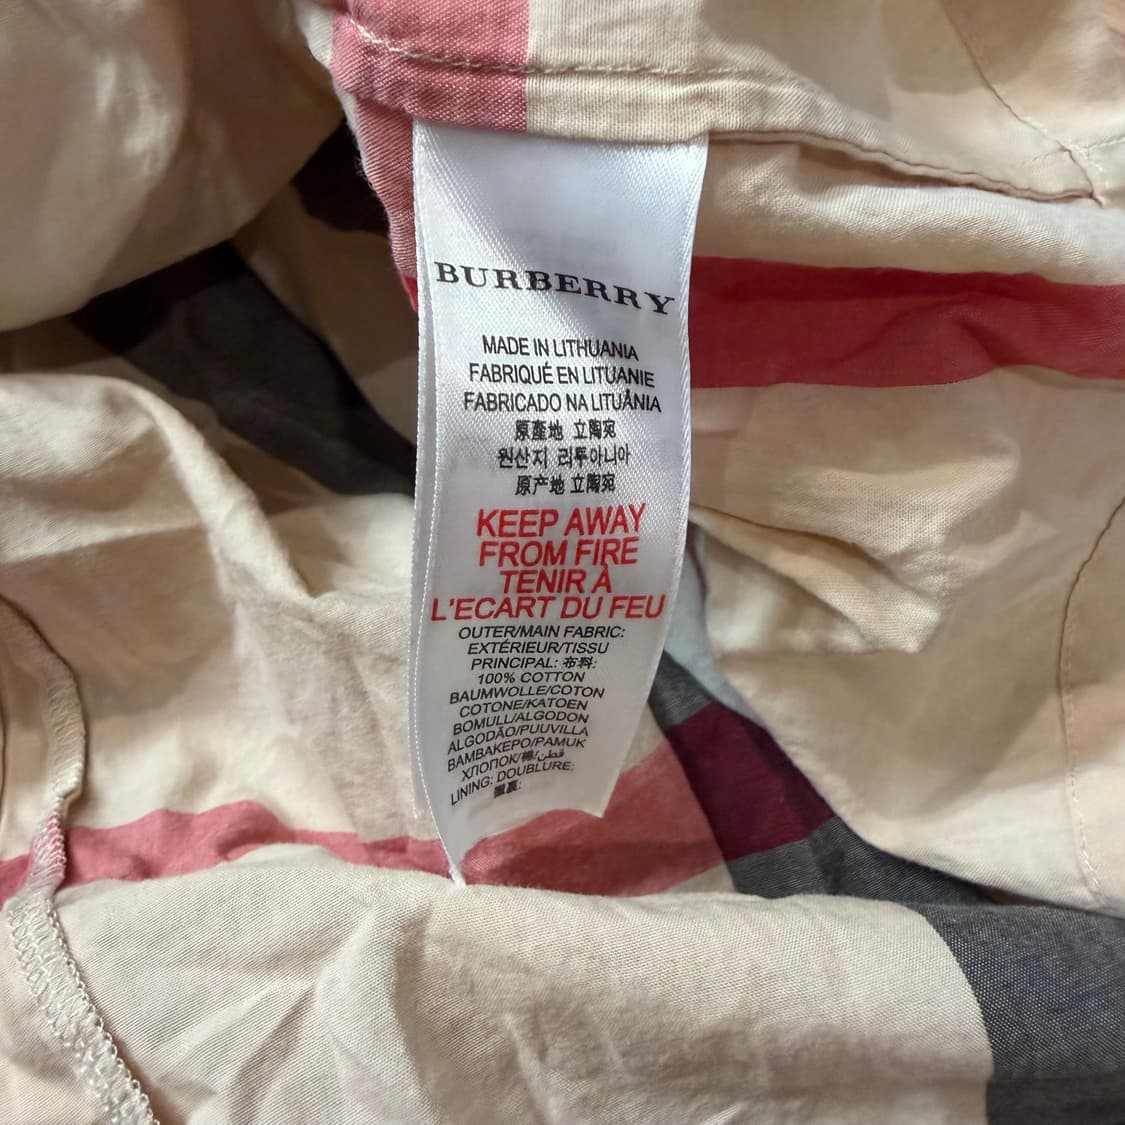 BURBERRY
MADE IN LITHUANIA
FABRIQUÉ EN LITUANIE
FABRICADO NA LITUÂNIA
原產地 立陶宛
원산지 리투아니아
原产地 立陶宛
KEEP AWAY
FROM FIRE
TENIR À
L'ECART DU FEU
OUTER/MAIN FABRIC:
EXTÉRIEUR/TISSU
PRINCIPAL: 布料:
100% COTTON
BAUMWOLLE/COTON
COTONE/KATOEN
BOMULL/ALGODON
ALGODÃO/PUUVILLA
ΒΑΜΒΑΚΕΡΟ/PAMUK
ХЛОПОК/棉/قطن
LINING: DOUBLURE: